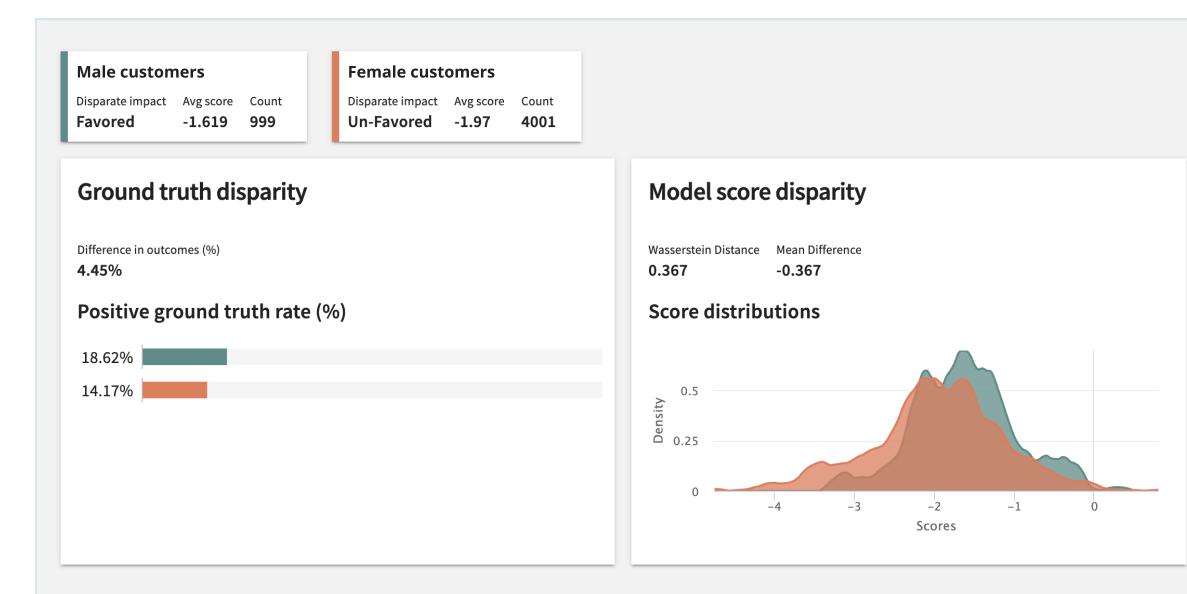 Male customers
Disparate impact Avg score Count
Favored -1.619 999
Female customers
Disparate impact Avg score Count
Un-Favored -1.97 4001
Ground truth disparity
Difference in outcomes (%)
4.45%
Positive ground truth rate (%)
18.62%
14.17%
Model score disparity
Wasserstein Distance Mean Difference
0.367 -0.367
Score distributions
Density
0.5
0.25
0
−4 −3 −2 −1 0
Scores